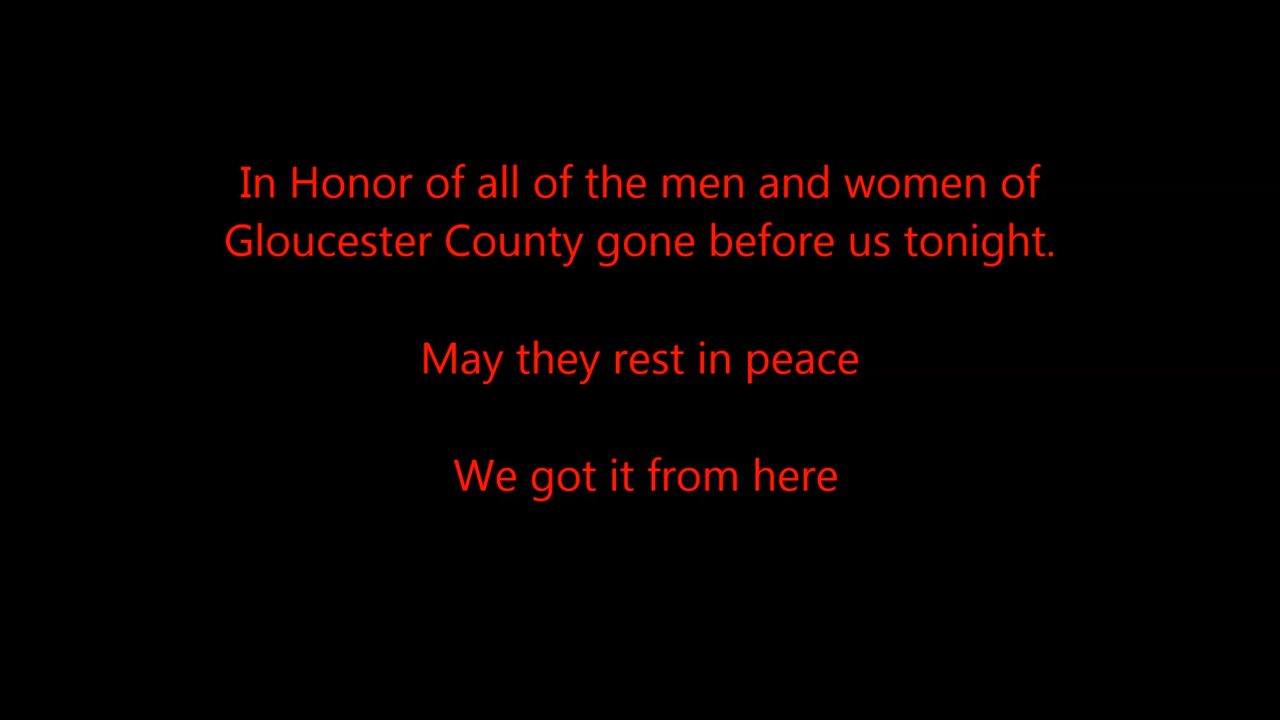 In Honor of all of the men and women of
Gloucester County gone before us tonight.
May they rest in peace
We got it from here